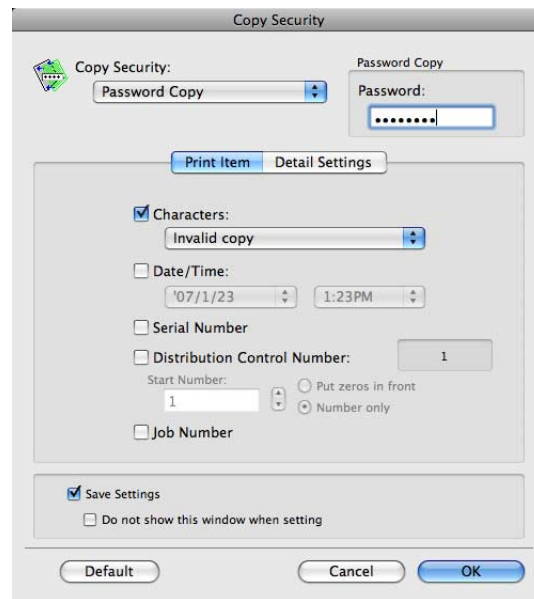 Copy Security
Copy Security:
Password Copy
Password Copy
Password:
••••••••
Print Item Detail Settings
Characters:
Invalid copy
Date/Time:
'07/1/23 1:23PM
Serial Number
Distribution Control Number: 1
Start Number:
1
Put zeros in front
Number only
Job Number
Save Settings
Do not show this window when setting
Default Cancel OK